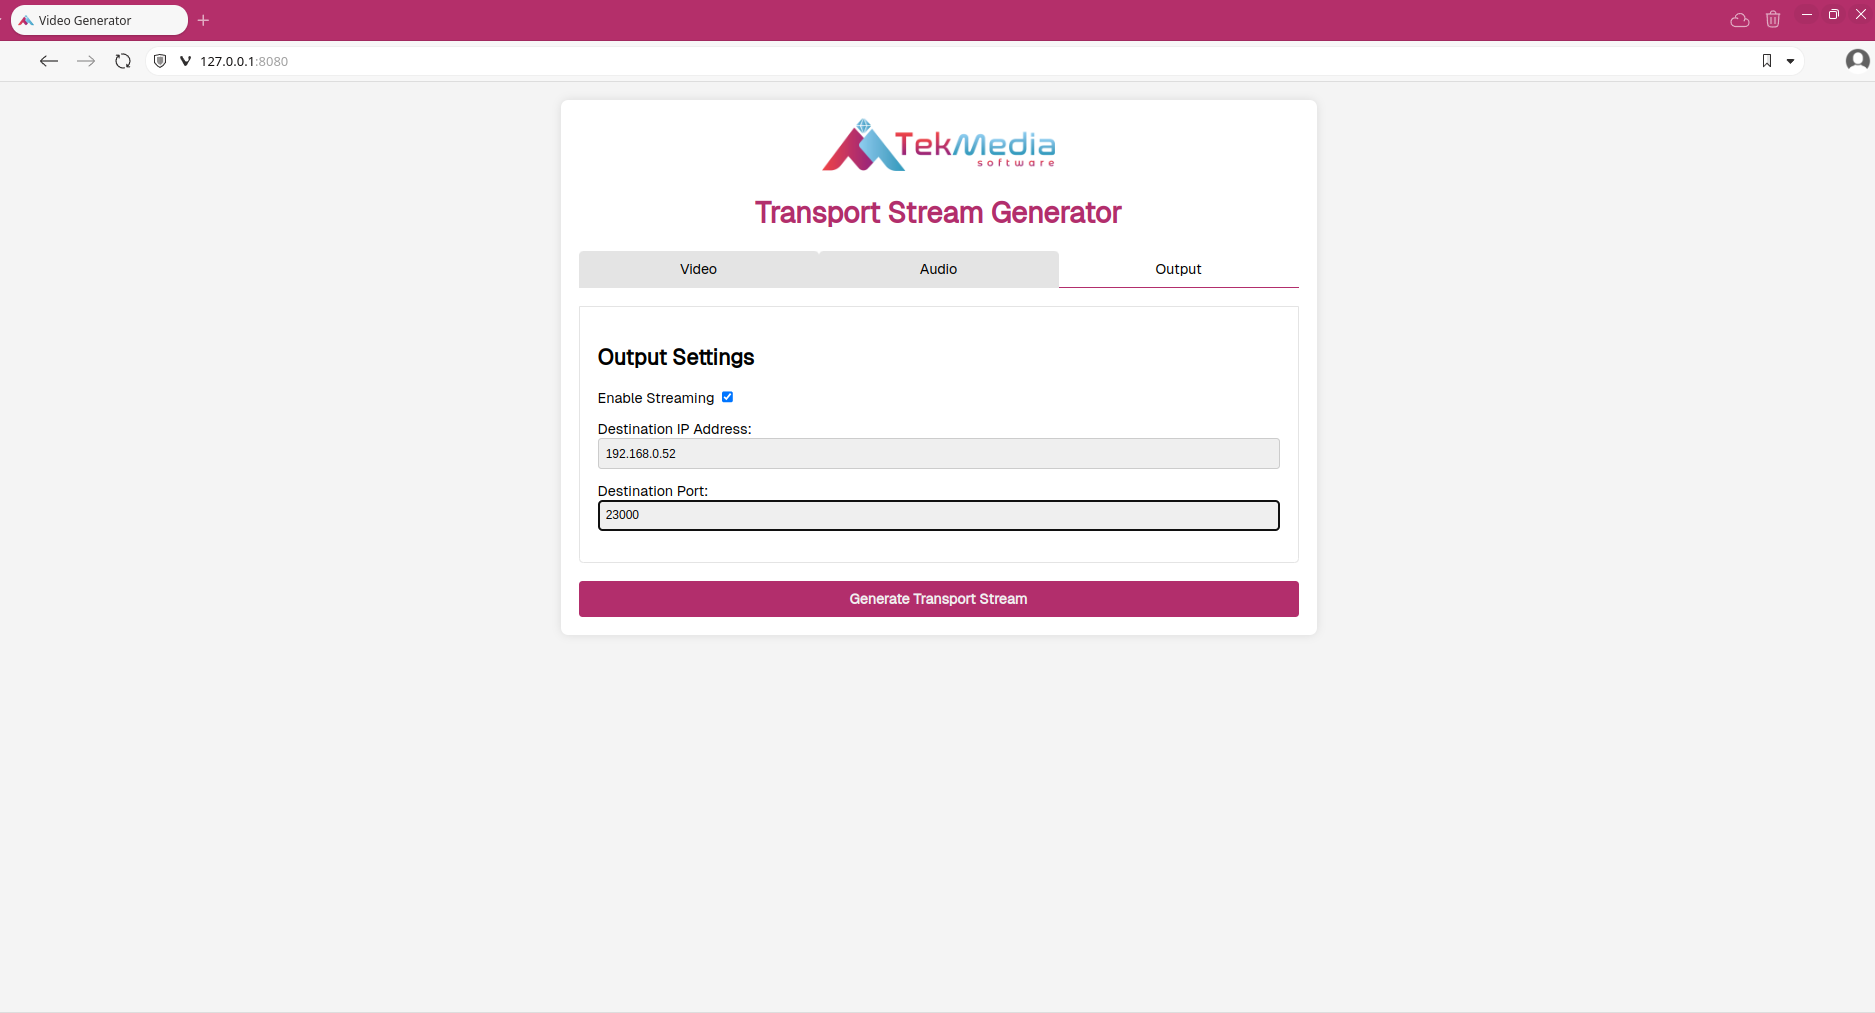 Video Generator
127.0.0.1:8080
TekMedia
software
Transport Stream Generator
Video Audio Output
Output Settings
Enable Streaming
Destination IP Address:
192.168.0.52
Destination Port:
23000
Generate Transport Stream